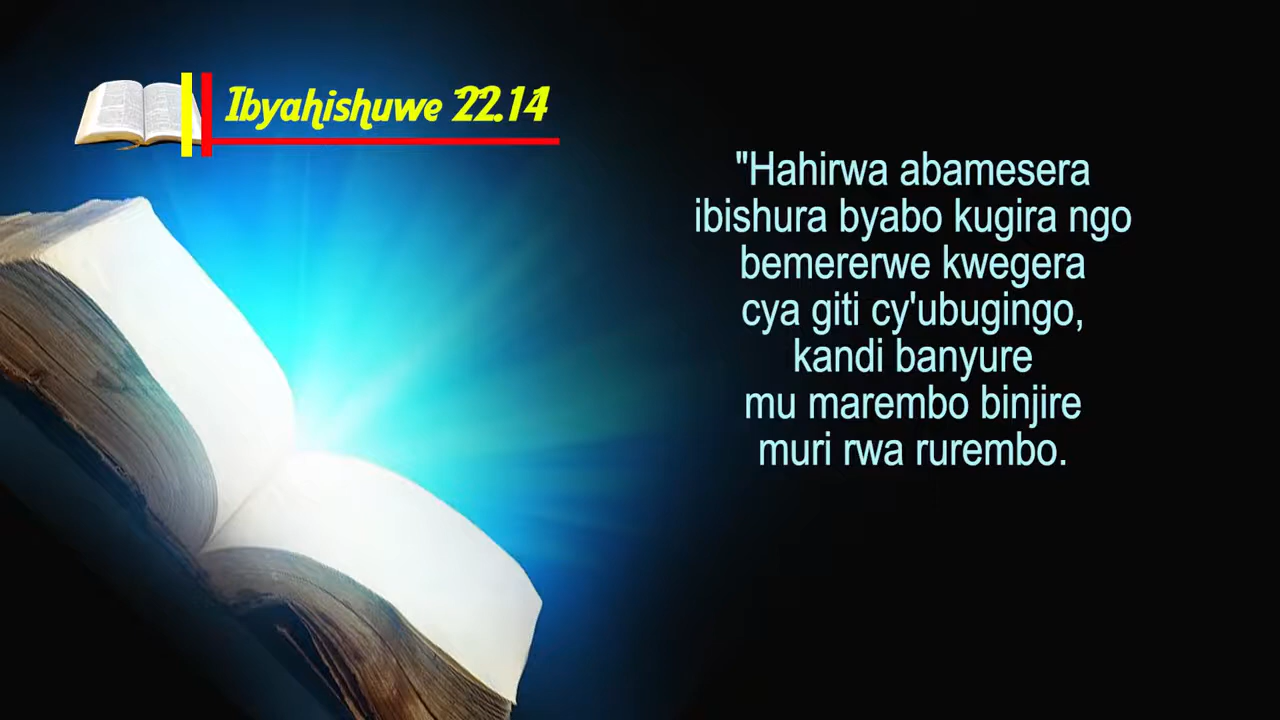 Ibyahishuwe 22.14
"Hahirwa abamesera
ibishura byabo kugira ngo
bemererwe kwegera
cya giti cy'ubugingo,
kandi banyure
mu marembo binjire
muri rwa rurembo.